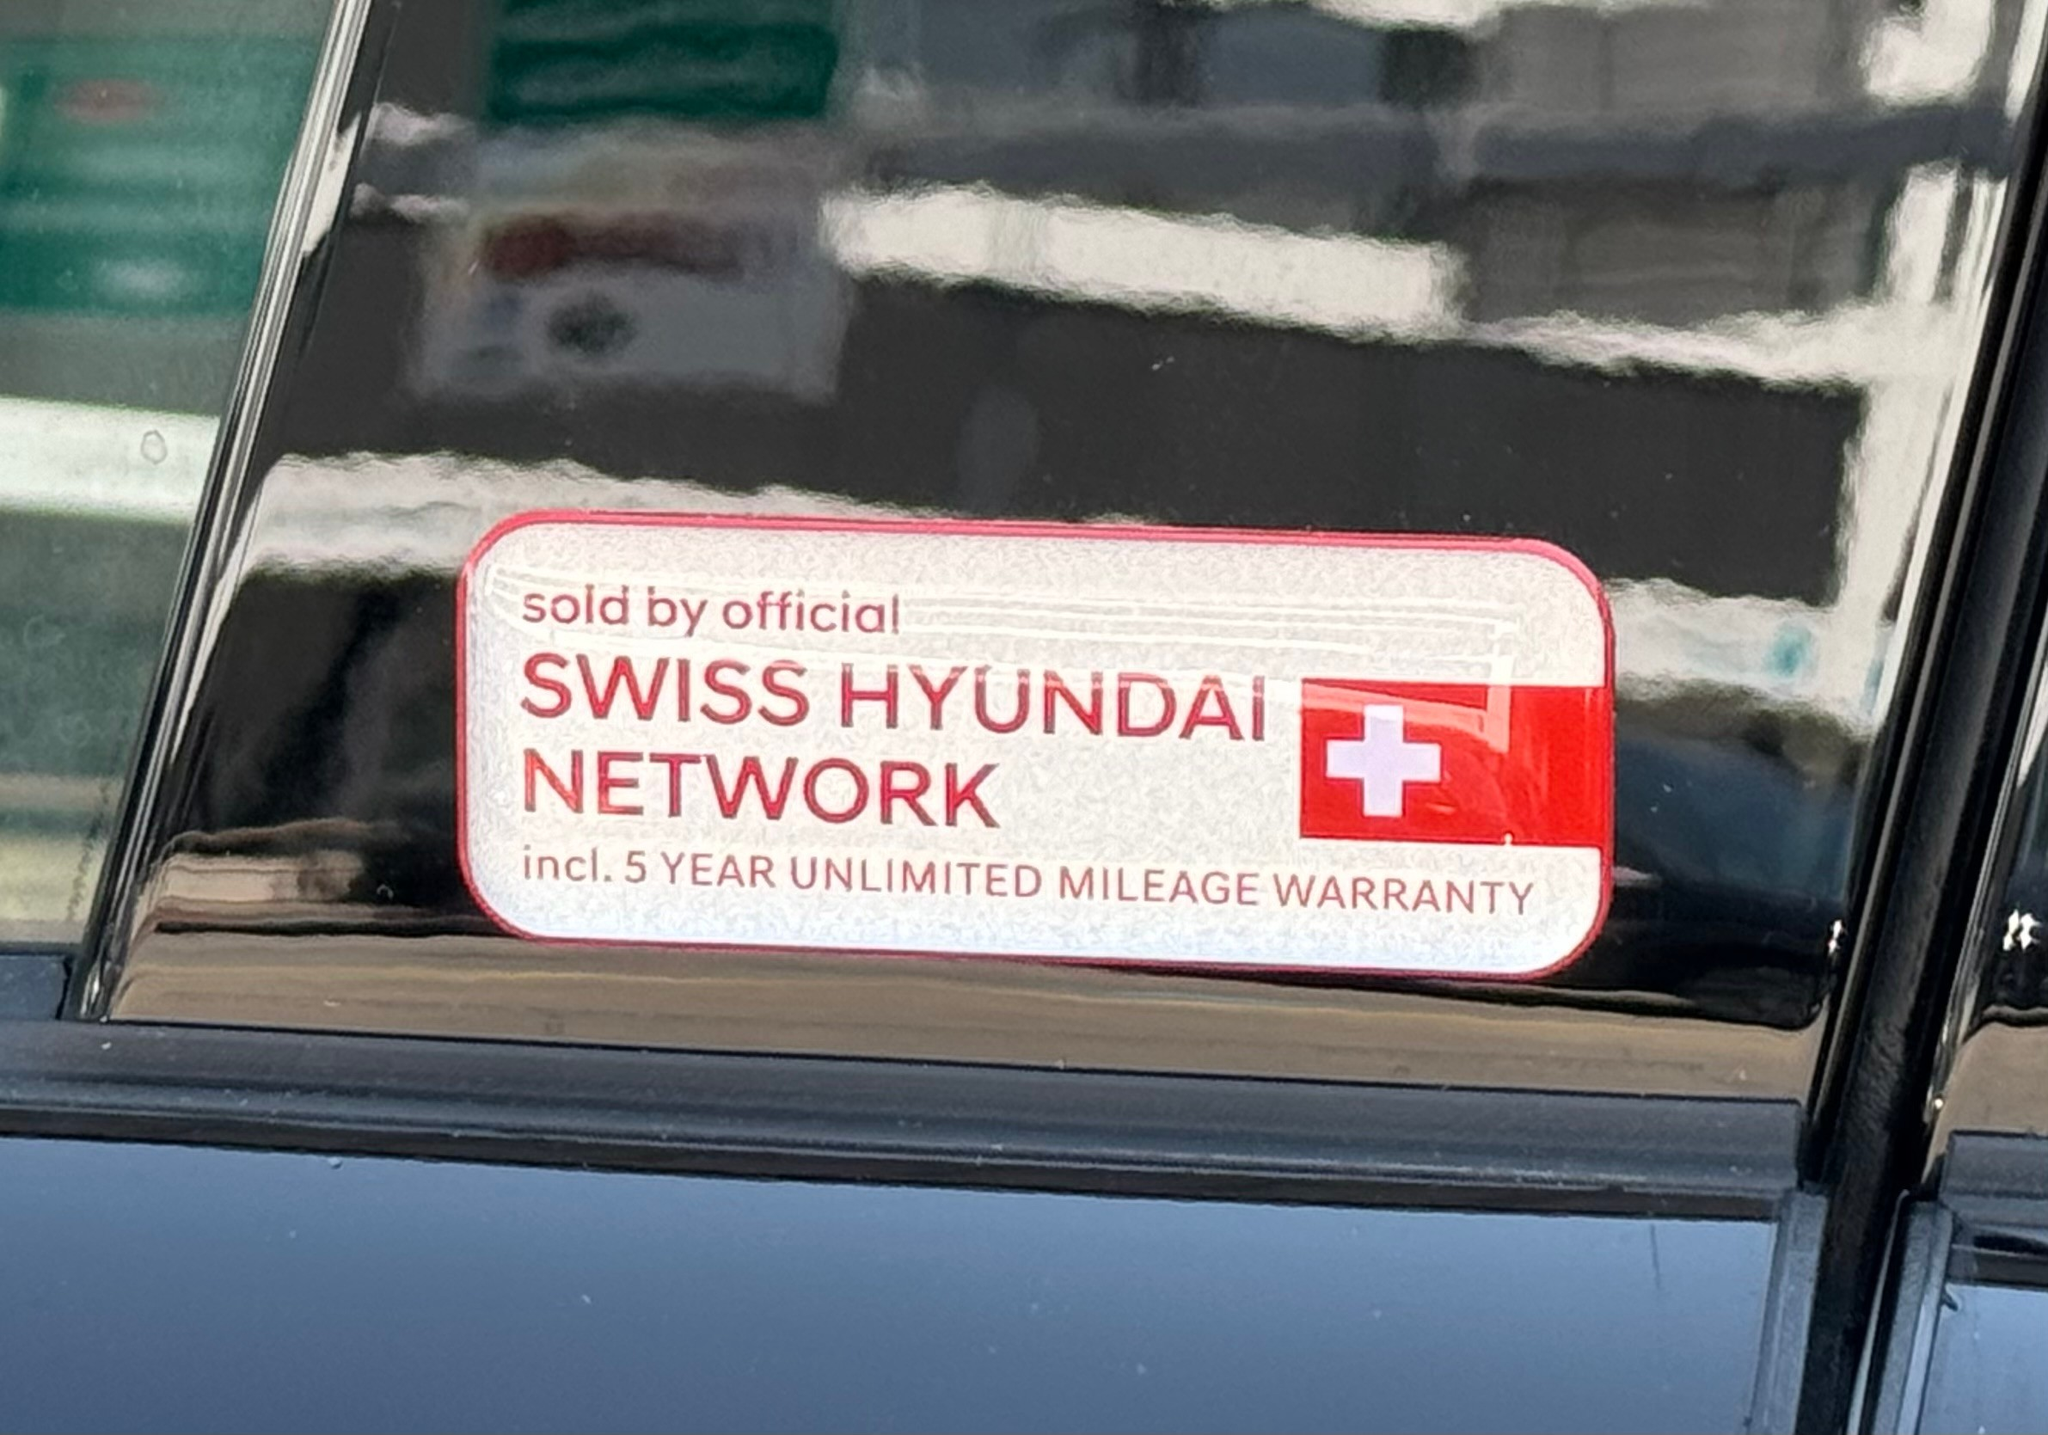 sold by official
SWISS HYUNDAI
NETWORK
incl. 5 YEAR UNLIMITED MILEAGE WARRANTY